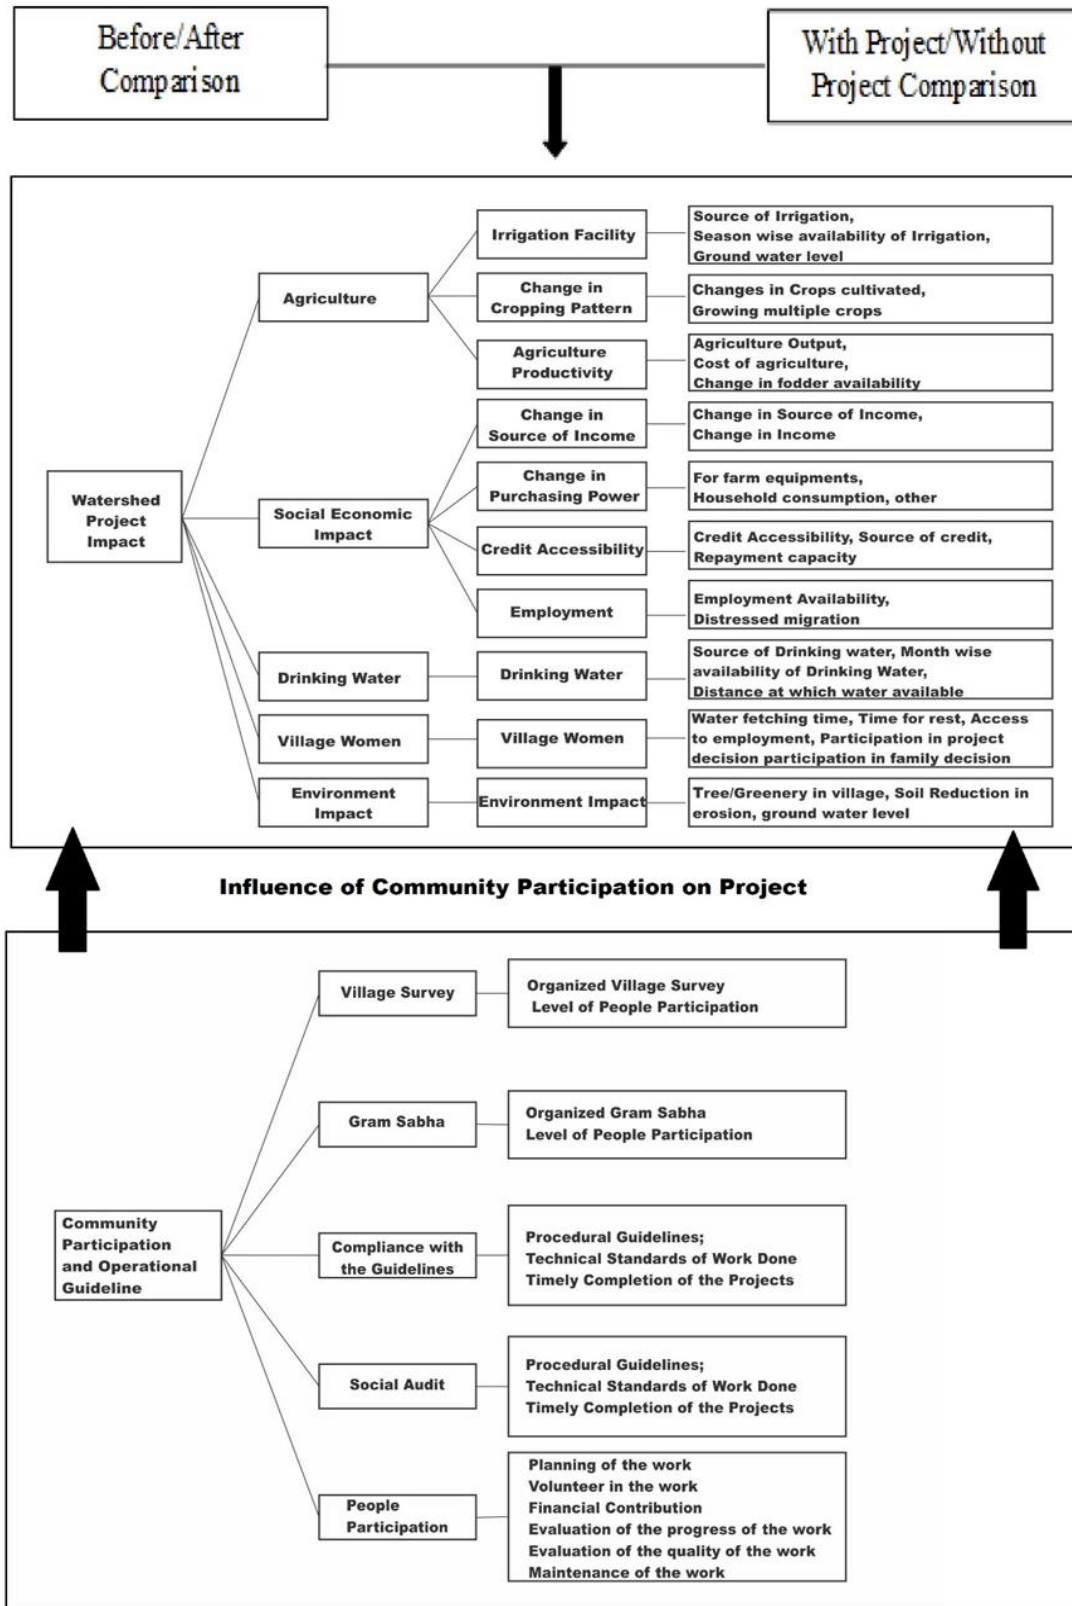 Before/After
Comparison
With Project/Without
Project Comparison
Watershed
Project
Impact
Agriculture
Irrigation Facility
Source of Irrigation,
Season wise availability of Irrigation,
Ground water level
Change in
Cropping Pattern
Changes in Crops cultivated,
Growing multiple crops
Agriculture
Productivity
Agriculture Output,
Cost of agriculture,
Change in fodder availability
Social Economic
Impact
Change in
Source of Income
Change in Source of Income,
Change in Income
Change in
Purchasing Power
For farm equipments,
Household consumption, other
Credit Accessibility
Credit Accessibility, Source of credit,
Repayment capacity
Employment
Employment Availability,
Distressed migration
Drinking Water
Drinking Water
Source of Drinking water, Month wise
availability of Drinking Water,
Distance at which water available
Village Women
Village Women
Water fetching time, Time for rest, Access
to employment, Participation in project
decision participation in family decision
Environment
Impact
Environment Impact
Tree/Greenery in village, Soil Reduction in
erosion, ground water level
Influence of Community Participation on Project
Community
Participation
and Operational
Guideline
Village Survey
Organized Village Survey
Level of People Participation
Gram Sabha
Organized Gram Sabha
Level of People Participation
Compliance with
the Guidelines
Procedural Guidelines;
Technical Standards of Work Done
Timely Completion of the Projects
Social Audit
Procedural Guidelines;
Technical Standards of Work Done
Timely Completion of the Projects
People
Participation
Planning of the work
Volunteer in the work
Financial Contribution
Evaluation of the progress of the work
Evaluation of the quality of the work
Maintenance of the work